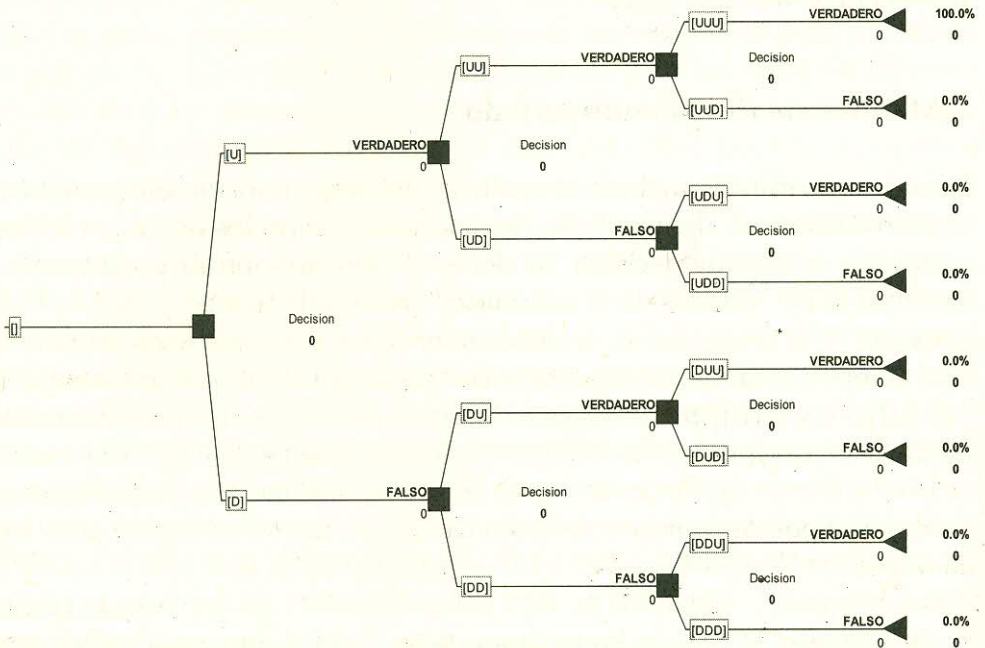 [UUU] VERDADERO 100.0%
0 0
[UU] VERDADERO Decision
0 0
[UUD] FALSO 0.0%
0 0
[U] VERDADERO Decision
0 0
[UDU] VERDADERO 0.0%
0 0
[UD] FALSO Decision
0 0
[UDD] FALSO 0.0%
0 0
[] Decision
0
[DUU] VERDADERO 0.0%
0 0
[DU] VERDADERO Decision
0 0
[DUD] FALSO 0.0%
0 0
[D] FALSO Decision
0 0
[DDU] VERDADERO 0.0%
0 0
[DD] FALSO Decision
0 0
[DDD] FALSO 0.0%
0 0